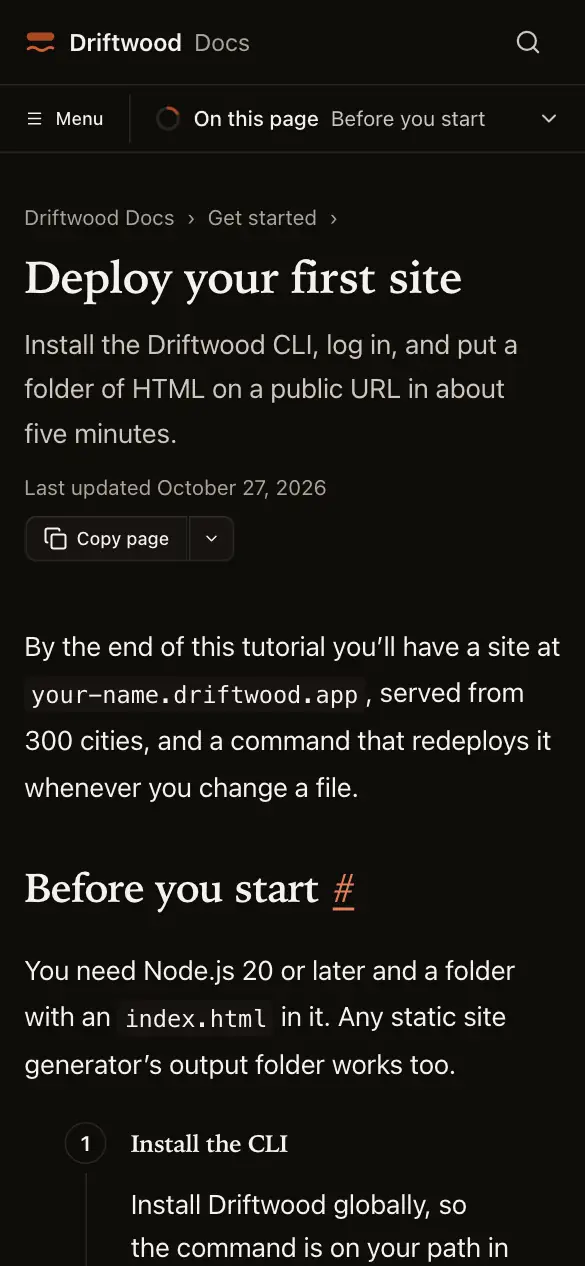 Driftwood Docs
Menu
On this page Before you start
Driftwood Docs › Get started ›
Deploy your first site
Install the Driftwood CLI, log in, and put a
folder of HTML on a public URL in about
five minutes.
Last updated October 27, 2026
Copy page
By the end of this tutorial you’ll have a site at
your-name.driftwood.app, served from
300 cities, and a command that redeploys it
whenever you change a file.
Before you start #
You need Node.js 20 or later and a folder
with an index.html in it. Any static site
generator’s output folder works too.
1 Install the CLI
Install Driftwood globally, so
the command is on your path in